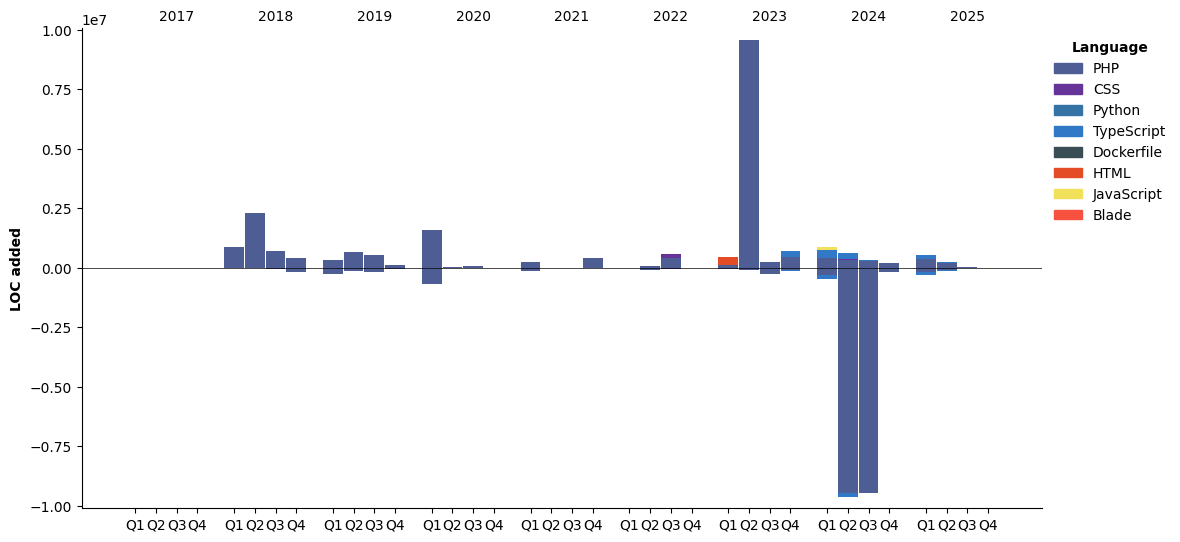 2017 2018 2019 2020 2021 2022 2023 2024 2025
1e7
1.00
0.75
0.50
0.25
0.00
−0.25
−0.50
−0.75
−1.00
LOC added
Q1 Q2 Q3 Q4 Q1 Q2 Q3 Q4 Q1 Q2 Q3 Q4 Q1 Q2 Q3 Q4 Q1 Q2 Q3 Q4 Q1 Q2 Q3 Q4 Q1 Q2 Q3 Q4 Q1 Q2 Q3 Q4 Q1 Q2 Q3 Q4
Language
PHP
CSS
Python
TypeScript
Dockerfile
HTML
JavaScript
Blade